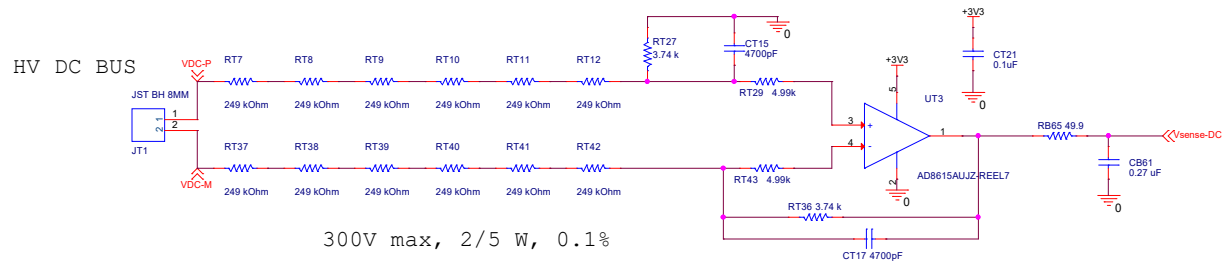 +3V3
0
RT27
3.74 k
CT15
4700pF
CT21
0.1uF
0
HV DC BUS
VDC-P
RT7
RT8
RT9
RT10
RT11
RT12
+3V3
JST BH 8MM
249 kOhm
249 kOhm
249 kOhm
249 kOhm
249 kOhm
249 kOhm
RT29 4.99k
5
UT3
1
2
1
2
JT1
3
+
4
-
1
2
0
AD8615AUJZ-REEL7
RB65 49.9
Vsense-DC
CB61
0.27 uF
0
RT37
RT38
RT39
RT40
RT41
RT42
RT43
4.99k
VDC-M
249 kOhm
249 kOhm
249 kOhm
249 kOhm
249 kOhm
249 kOhm
RT36 3.74 k
300V max, 2/5 W, 0.1%
CT17 4700pF